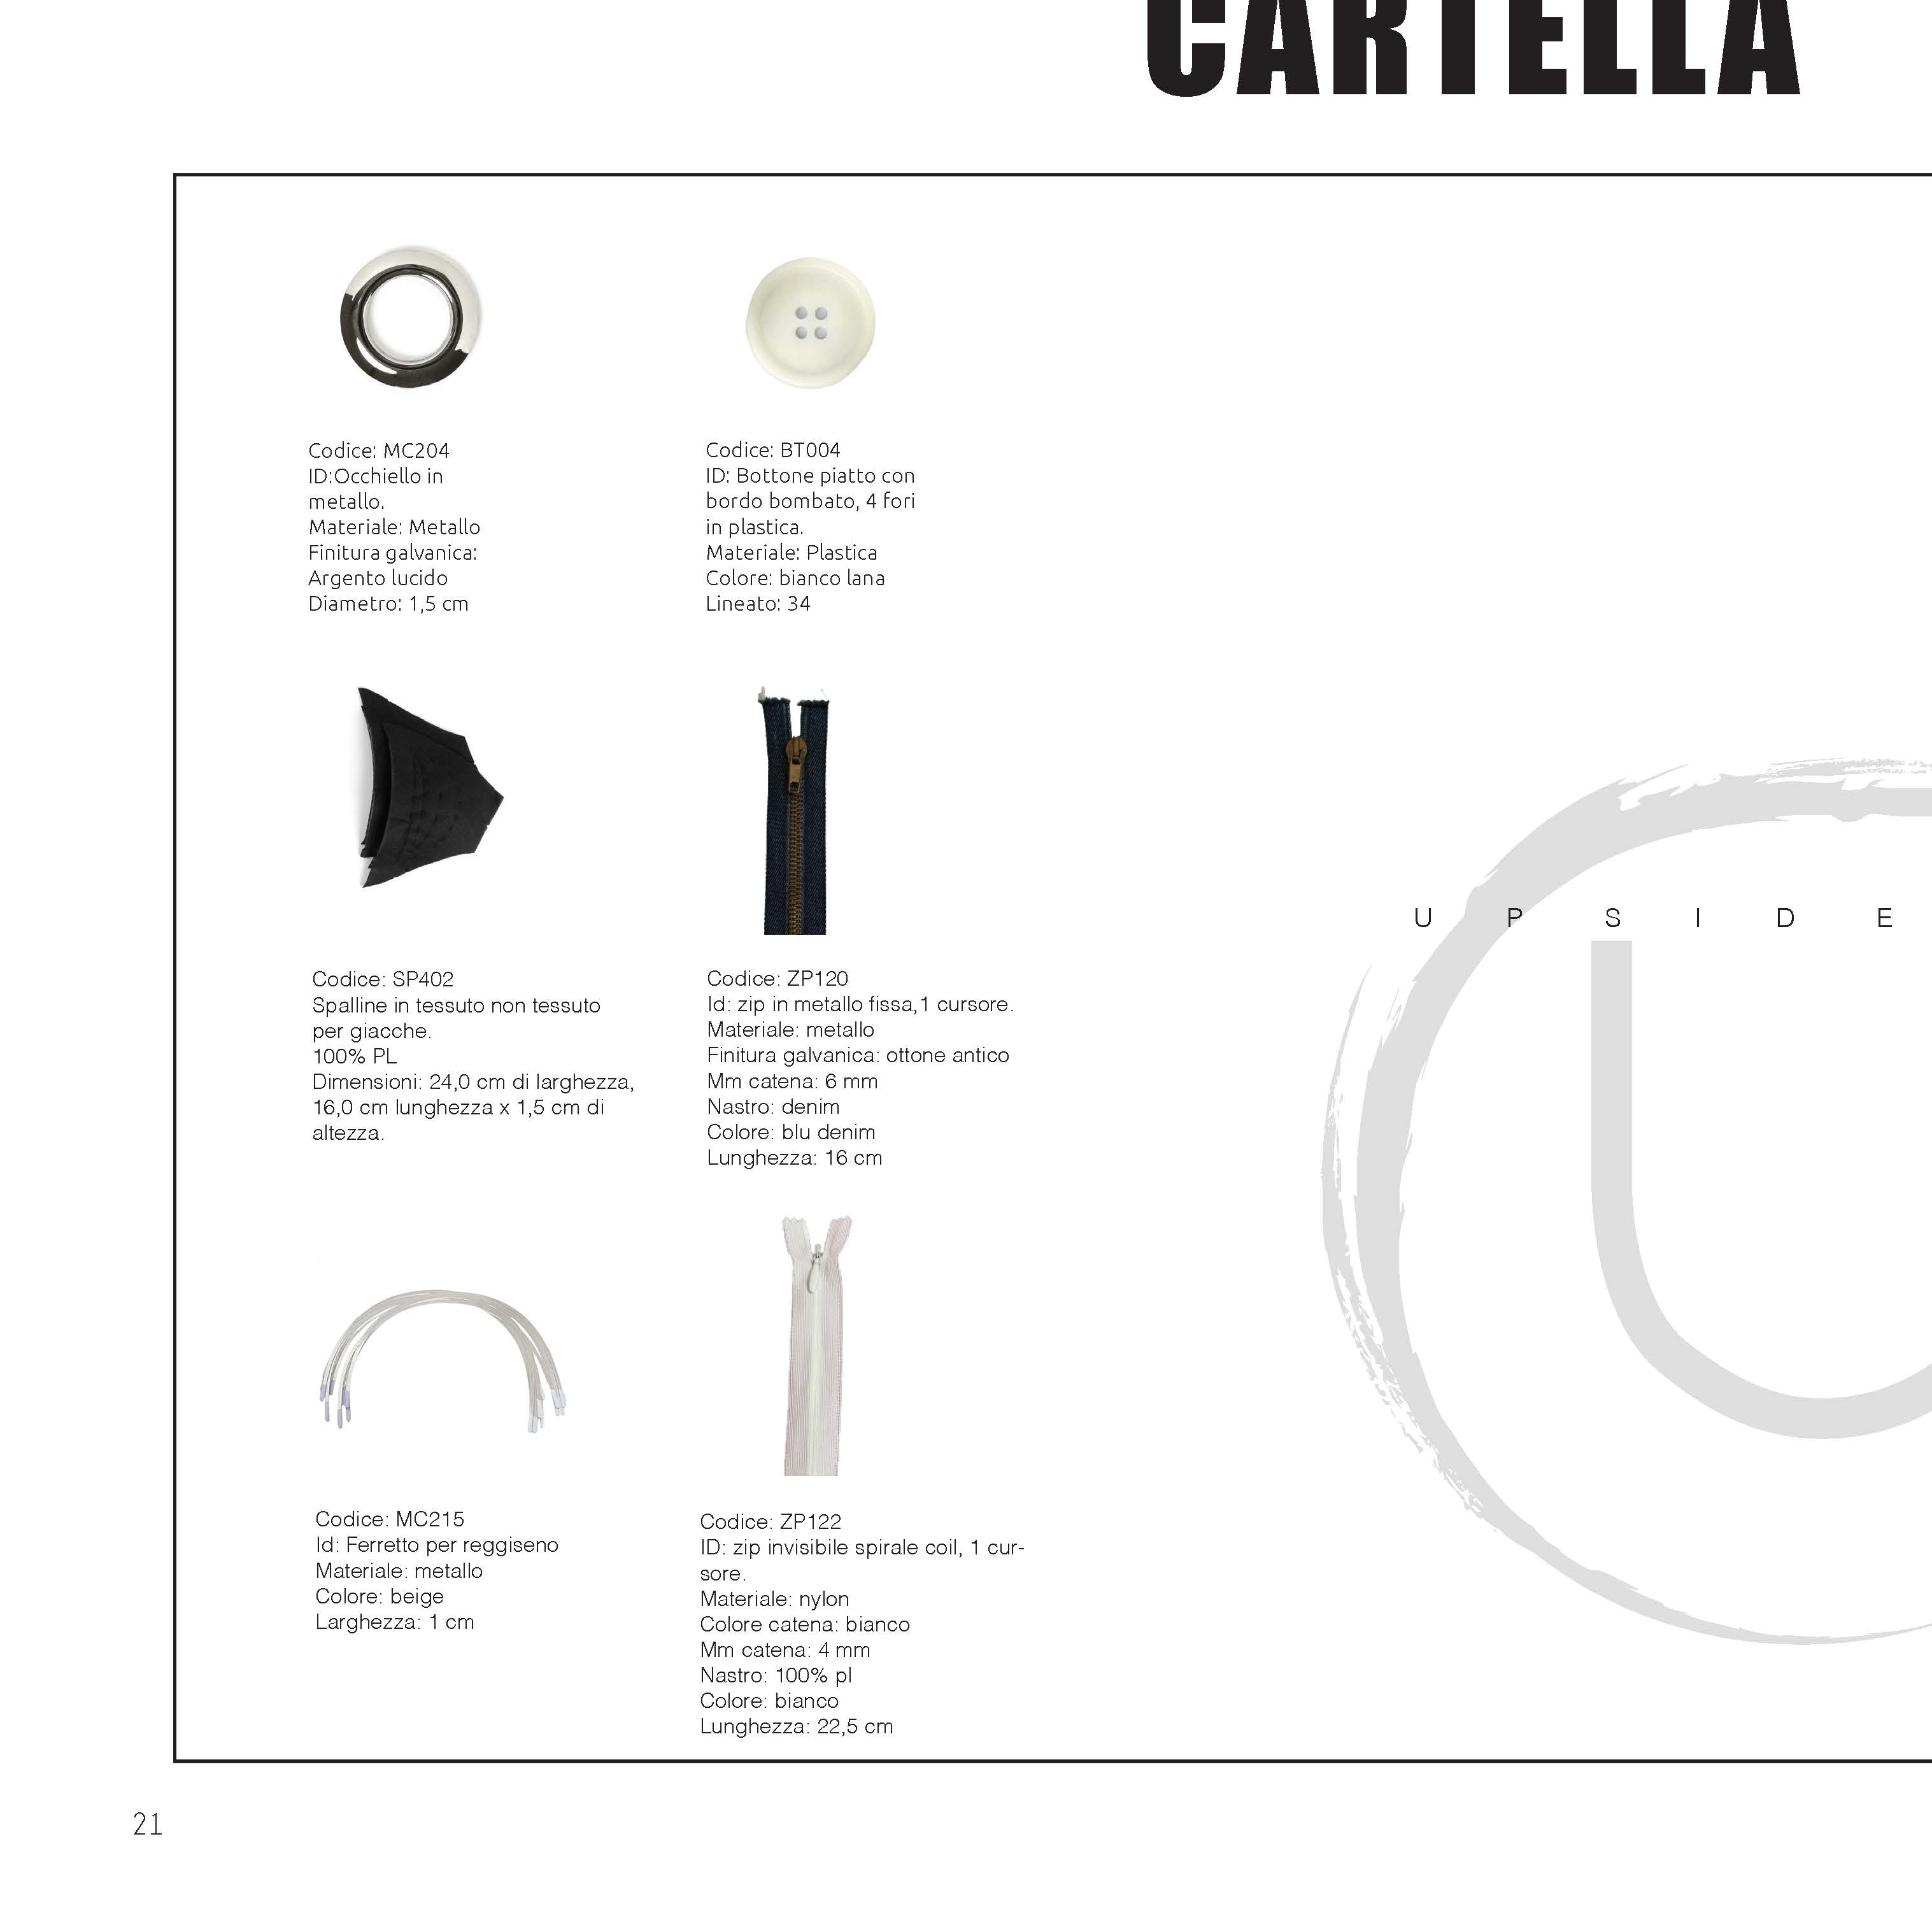 CARTELLA
Codice: MC204
ID:Occhiello in
metallo.
Materiale: Metallo
Finitura galvanica:
Argento lucido
Diametro: 1,5 cm
Codice: BT004
ID: Bottone piatto con
bordo bombato, 4 fori
in plastica.
Materiale: Plastica
Colore: bianco lana
Lineato: 34
Codice: SP402
Spalline in tessuto non tessuto
per giacche.
100% PL
Dimensioni: 24,0 cm di larghezza,
16,0 cm lunghezza x 1,5 cm di
altezza.
Codice: ZP120
Id: zip in metallo fissa,1 cursore.
Materiale: metallo
Finitura galvanica: ottone antico
Mm catena: 6 mm
Nastro: denim
Colore: blu denim
Lunghezza: 16 cm
Codice: MC215
Id: Ferretto per reggiseno
Materiale: metallo
Colore: beige
Larghezza: 1 cm
Codice: ZP122
ID: zip invisibile spirale coil, 1 cur-
sore.
Materiale: nylon
Colore catena: bianco
Mm catena: 4 mm
Nastro: 100% pl
Colore: bianco
Lunghezza: 22,5 cm
U P S I D E
21